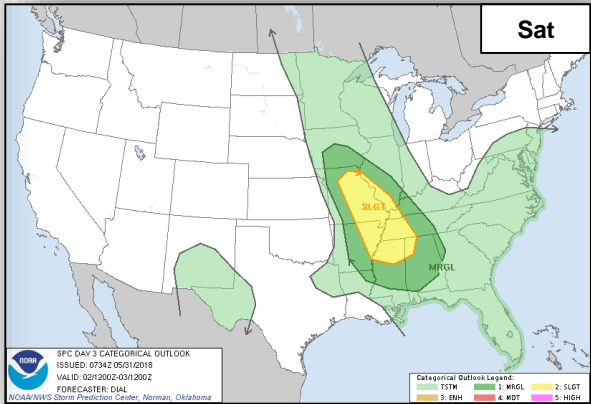 Sat
SLGT
MRGL
NOAA
SPC DAY 3 CATEGORICAL OUTLOOK
ISSUED: 0734Z 05/31/2018
VALID: 02/1200Z-03/1200Z
FORECASTER: DIAL
NOAA/NWS Storm Prediction Center, Norman, Oklahoma
Categorical Outlook Legend:
TSTM 1: MRGL 2: SLGT
3: ENH 4: MDT 5: HIGH